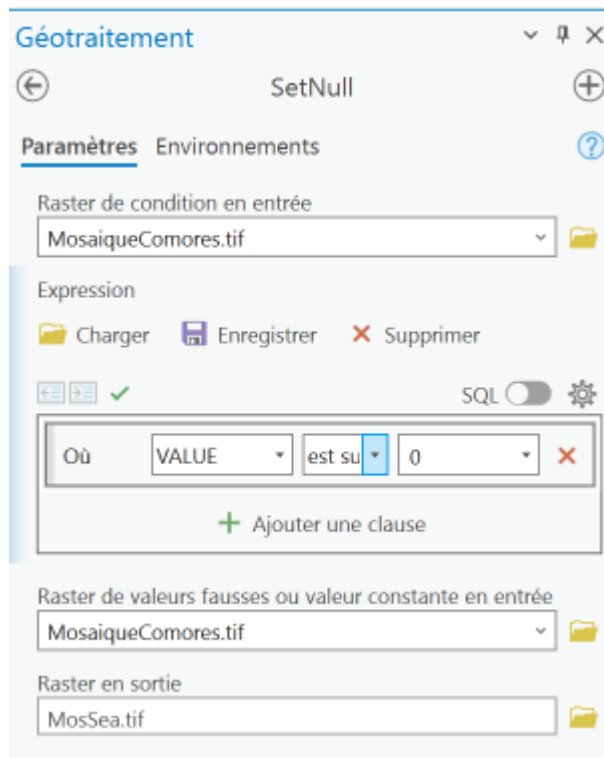 Géotraitement
SetNull
Paramètres Environnements
Raster de condition en entrée
MosaiqueComores.tif
Expression
Charger Enregistrer Supprimer
SQL
Où VALUE est su 0
Ajouter une clause
Raster de valeurs fausses ou valeur constante en entrée
MosaiqueComores.tif
Raster en sortie
MosSea.tif